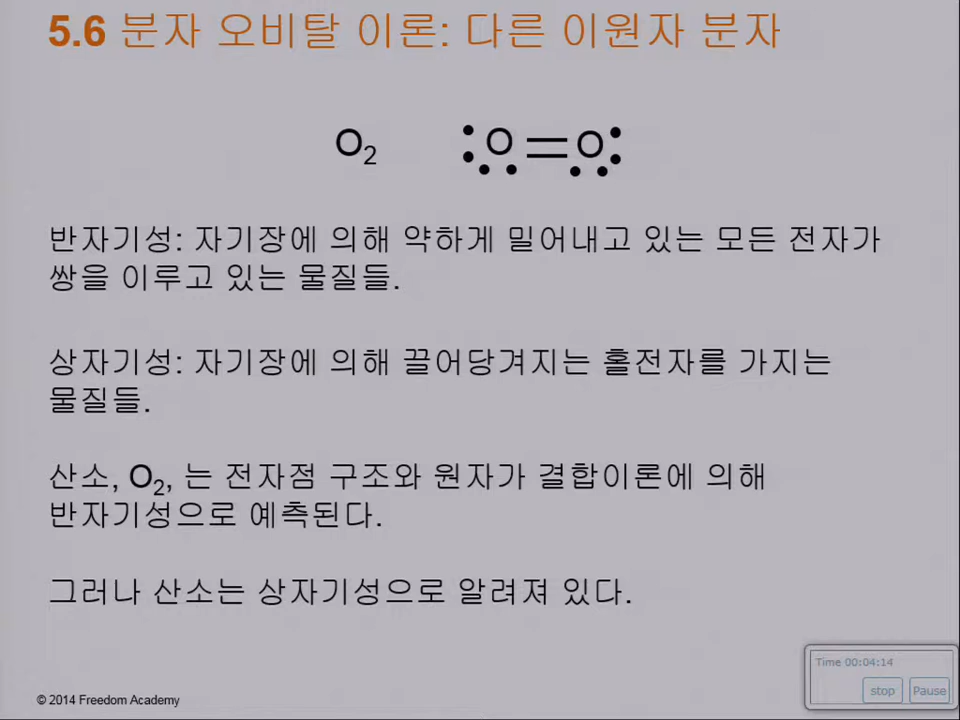 5.6 분자 오비탈 이론: 다른 이원자 분자
O2 :O=O:
반자기성: 자기장에 의해 약하게 밀어내고 있는 모든 전자가
쌍을 이루고 있는 물질들.
상자기성: 자기장에 의해 끌어당겨지는 홀전자를 가지는
물질들.
산소, O2, 는 전자점 구조와 원자가 결합이론에 의해
반자기성으로 예측된다.
그러나 산소는 상자기성으로 알려져 있다.
Time 00:04:14
stop Pause
© 2014 Freedom Academy